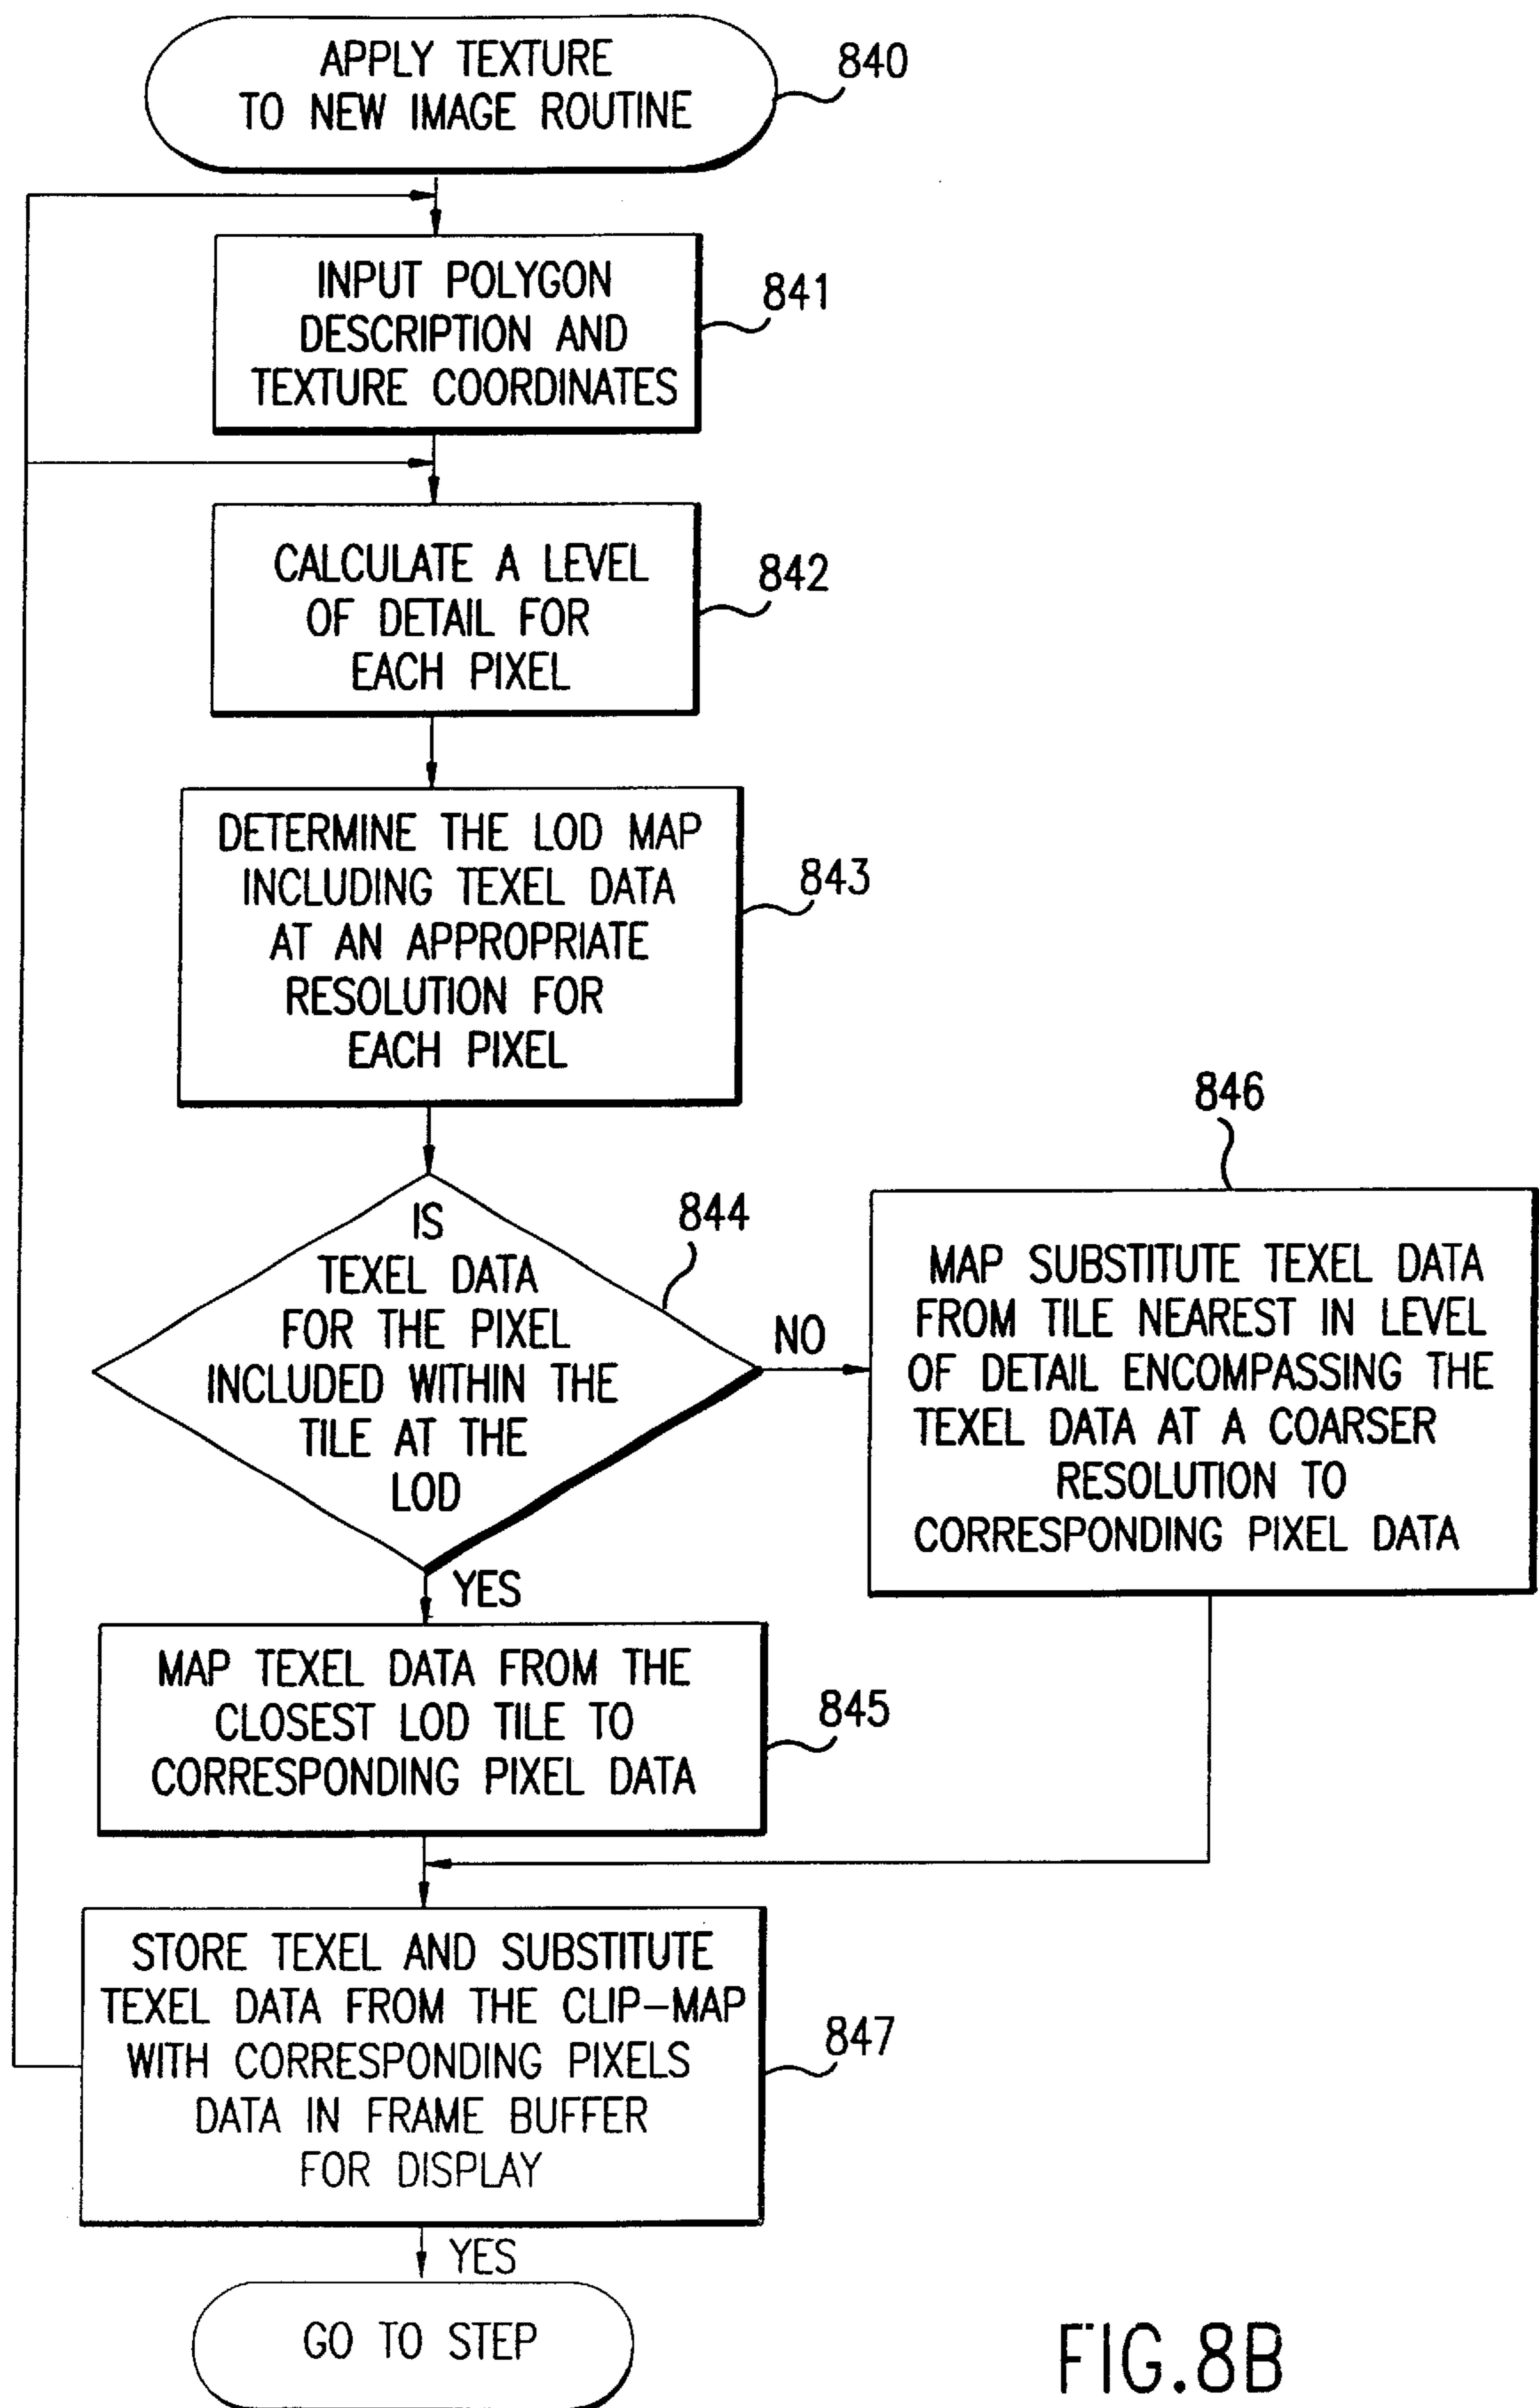 APPLY TEXTURE
TO NEW IMAGE ROUTINE
840
INPUT POLYGON
DESCRIPTION AND
TEXTURE COORDINATES
841
CALCULATE A LEVEL
OF DETAIL FOR
EACH PIXEL
842
DETERMINE THE LOD MAP
INCLUDING TEXEL DATA
AT AN APPROPRIATE
RESOLUTION FOR
EACH PIXEL
843
IS
TEXEL DATA
FOR THE PIXEL
INCLUDED WITHIN THE
TILE AT THE
LOD
844
NO
846
MAP SUBSTITUTE TEXEL DATA
FROM TILE NEAREST IN LEVEL
OF DETAIL ENCOMPASSING THE
TEXEL DATA AT A COARSER
RESOLUTION TO
CORRESPONDING PIXEL DATA
YES
MAP TEXEL DATA FROM THE
CLOSEST LOD TILE TO
CORRESPONDING PIXEL DATA
845
STORE TEXEL AND SUBSTITUTE
TEXEL DATA FROM THE CLIP-MAP
WITH CORRESPONDING PIXELS
DATA IN FRAME BUFFER
FOR DISPLAY
847
YES
GO TO STEP
FIG.8B